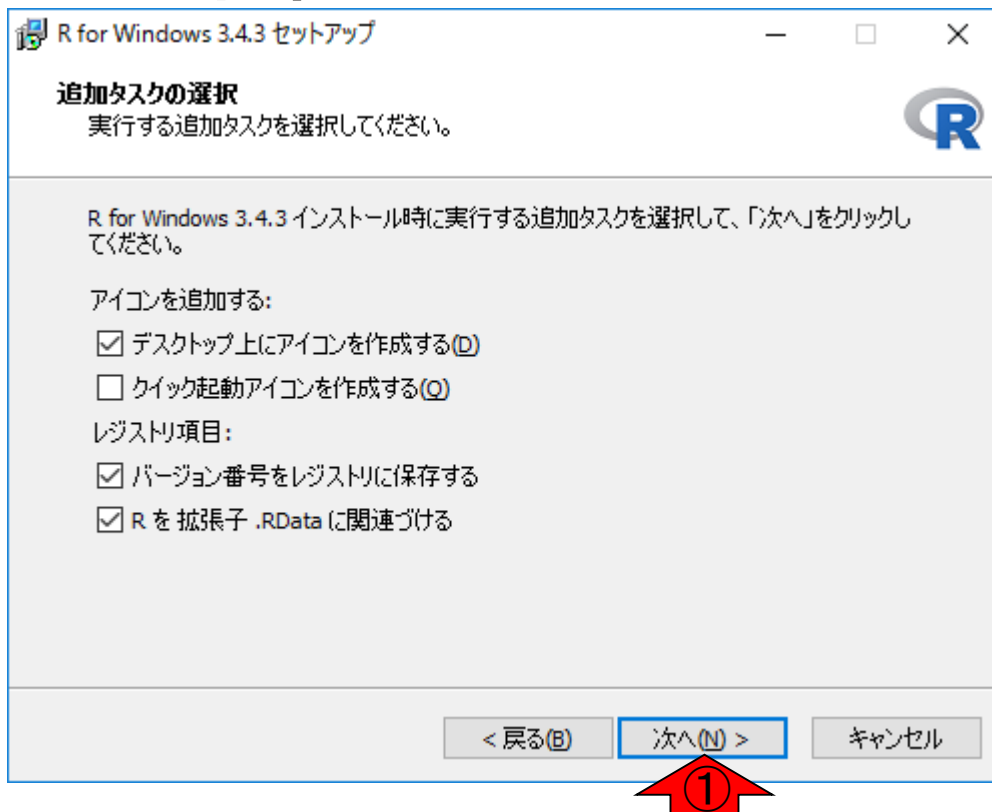 R for Windows 3.4.3 セットアップ
追加タスクの選択
実行する追加タスクを選択してください。
R
R for Windows 3.4.3 インストール時に実行する追加タスクを選択して、「次へ」をクリックし
てください。
アイコンを追加する:
デスクトップ上にアイコンを作成する(D)
クイック起動アイコンを作成する(Q)
レジストリ項目:
バージョン番号をレジストリに保存する
R を 拡張子 .RData に関連づける
< 戻る(B) 次へ(N) > キャンセル
①